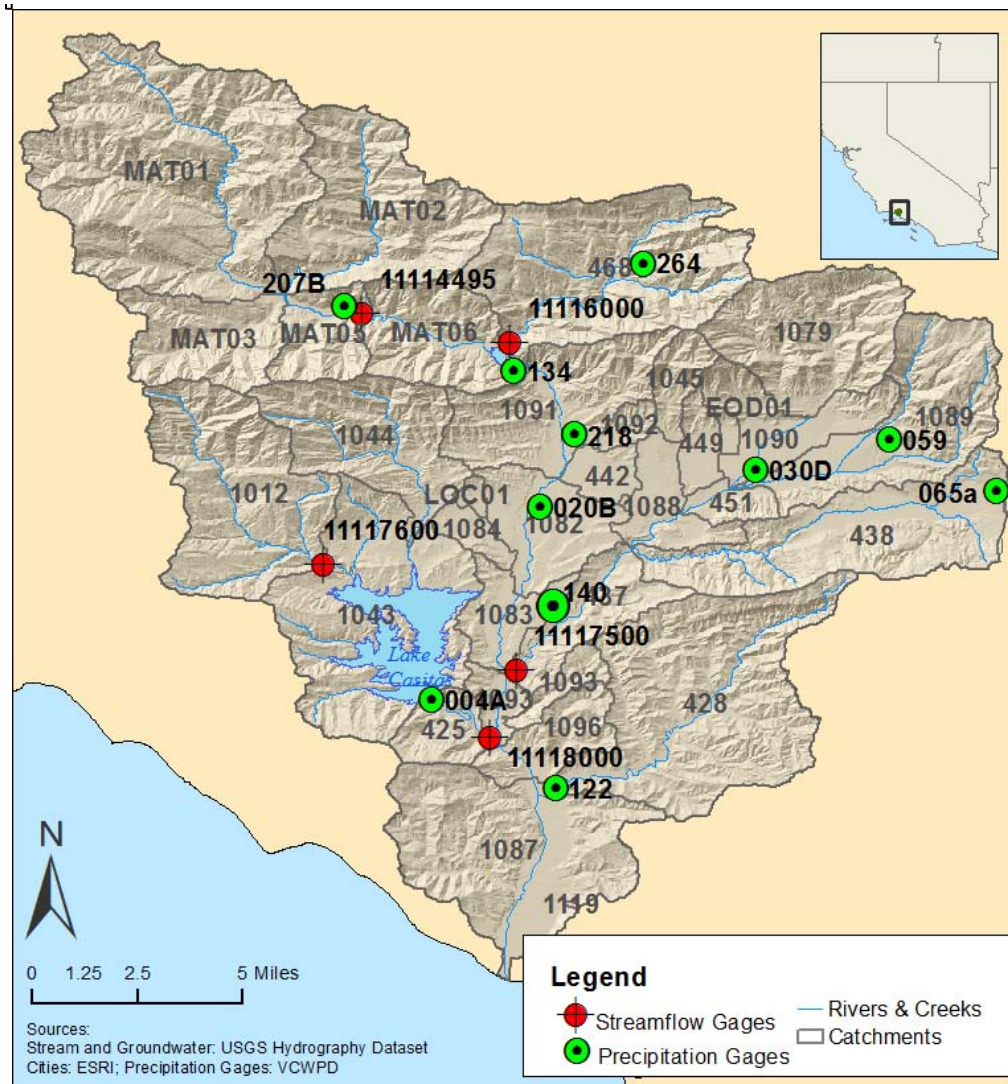 MAT01
MAT02
468
264
207B
11114495
11116000
1079
MAT03
MAT05
MAT06
134
1045
1091
EOD01
1092
1089
218
1044
449
1090
059
442
030D
1012
LOC01
065a
020B
451
1088
1084
1082
11117600
438
140
1043
1083
11117500
Lake
1093
428
004A
425
1096
11118000
122
N
1087
1119
0 1.25 2.5 5 Miles
Legend
Streamflow Gages
Rivers & Creeks
Precipitation Gages
Catchments
Sources:
Stream and Groundwater: USGS Hydrography Dataset
Cities: ESRI; Precipitation Gages: VCWPD